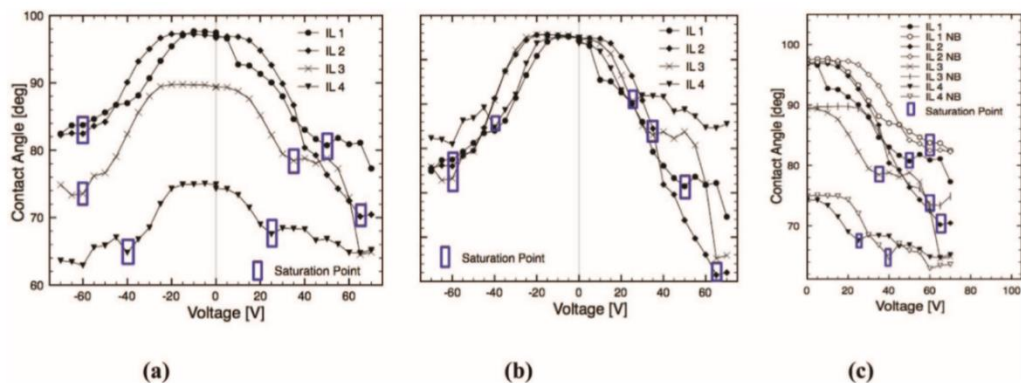 (a)
100
90
80
70
60
Contact Angle [deg]
IL 1
IL 2
IL 3
IL 4
Saturation Point
-60 -40 -20 0 20 40 60
Voltage [V]
(b)
IL 1
IL 2
IL 3
IL 4
Saturation Point
-60 -40 -20 0 20 40 60
Voltage [V]
(c)
100
90
80
70
Contact Angle [deg]
IL 1
IL 1 NB
IL 2
IL 2 NB
IL 3
IL 3 NB
IL 4
IL 4 NB
Saturation Point
0 20 40 60 80 100
Voltage [V]
(a)
(b)
(c)